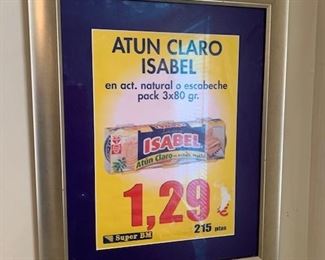 ATUN CLARO
ISABEL
en act. natural o escabeche
pack 3x80 gr.
ISABEL
Atún Claro
1,29
215 ptas
Super BM